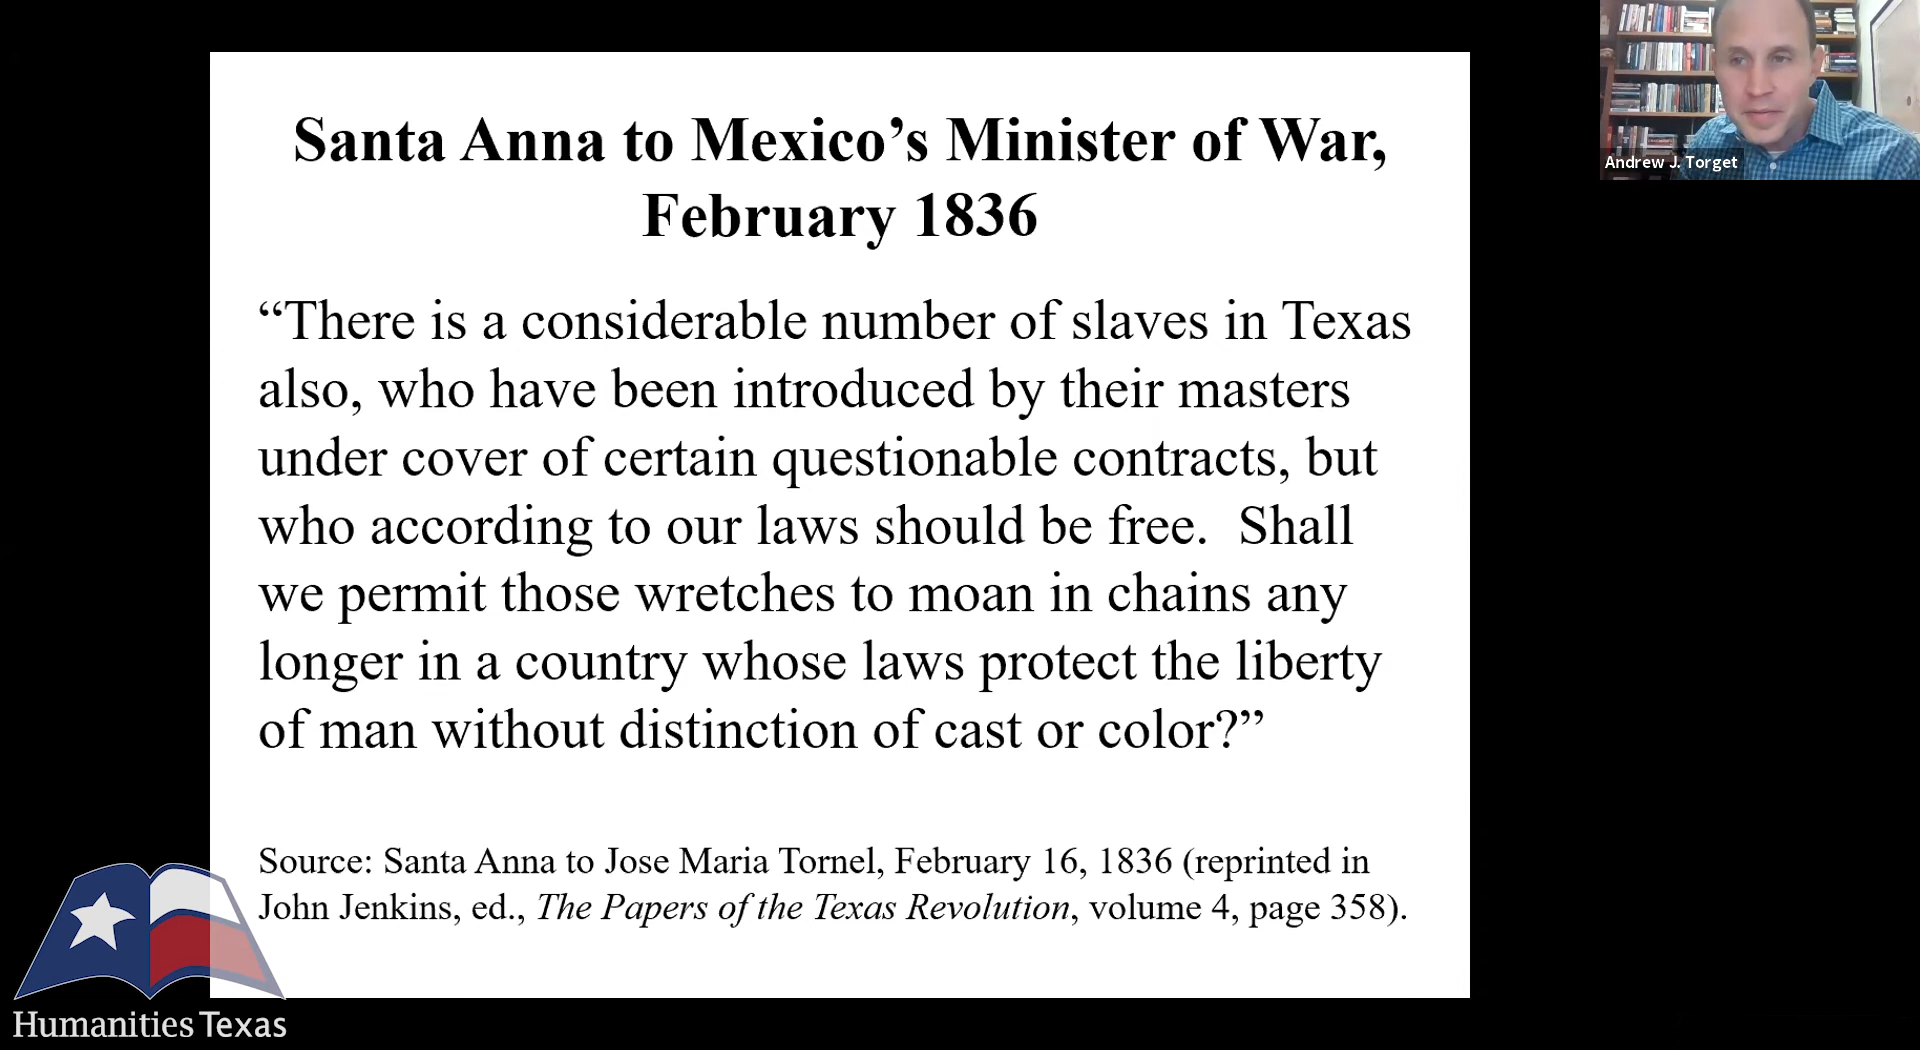 Santa Anna to Mexico’s Minister of War,
February 1836
“There is a considerable number of slaves in Texas
also, who have been introduced by their masters
under cover of certain questionable contracts, but
who according to our laws should be free.  Shall
we permit those wretches to moan in chains any
longer in a country whose laws protect the liberty
of man without distinction of cast or color?”
Source: Santa Anna to Jose Maria Tornel, February 16, 1836 (reprinted in
John Jenkins, ed., The Papers of the Texas Revolution, volume 4, page 358).
Andrew J. Torget
Humanities Texas